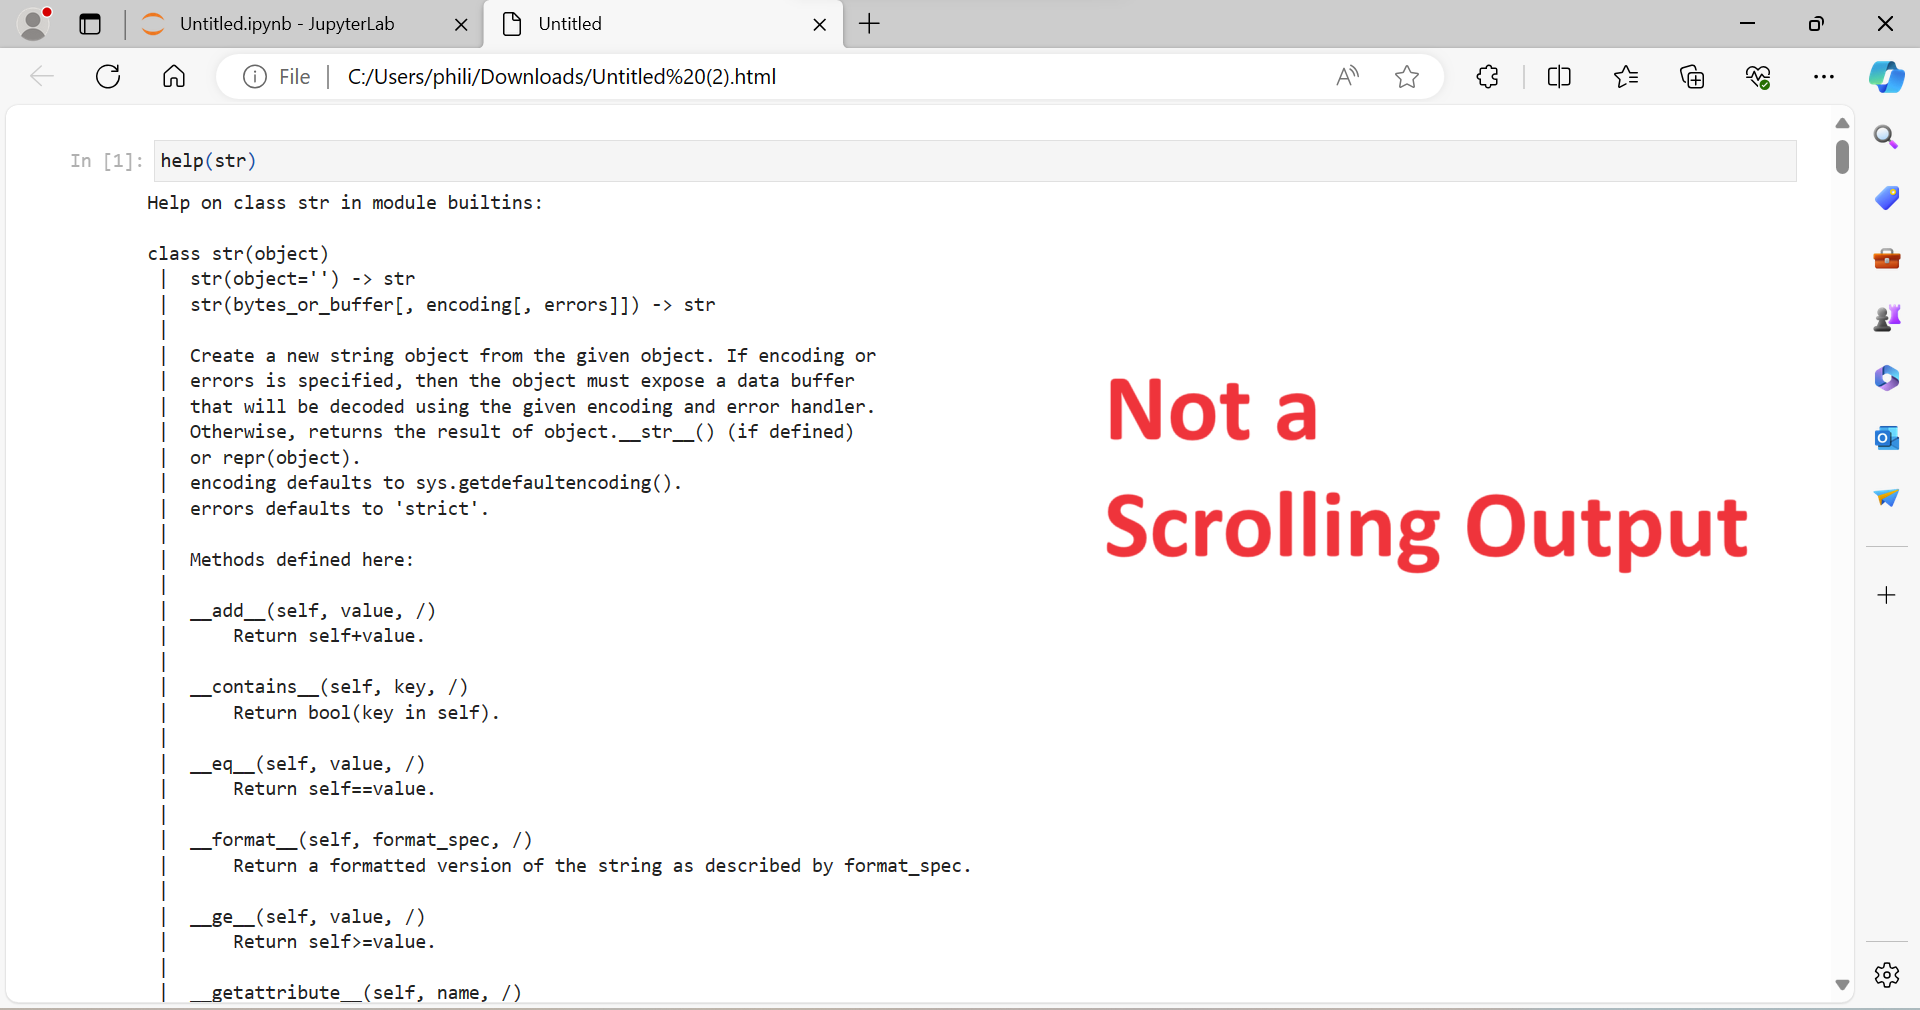 Untitled.ipynb - JupyterLab
Untitled
File
C:/Users/phili/Downloads/Untitled%20(2).html
In [1]: help(str)
Help on class str in module builtins:
class str(object)
 |  str(object='') -> str
 |  str(bytes_or_buffer[, encoding[, errors]]) -> str
 |
 |  Create a new string object from the given object. If encoding or
 |  errors is specified, then the object must expose a data buffer
 |  that will be decoded using the given encoding and error handler.
 |  Otherwise, returns the result of object.__str__() (if defined)
 |  or repr(object).
 |  encoding defaults to sys.getdefaultencoding().
 |  errors defaults to 'strict'.
 |
 |  Methods defined here:
 |
 |  __add__(self, value, /)
 |      Return self+value.
 |
 |  __contains__(self, key, /)
 |      Return bool(key in self).
 |
 |  __eq__(self, value, /)
 |      Return self==value.
 |
 |  __format__(self, format_spec, /)
 |      Return a formatted version of the string as described by format_spec.
 |
 |  __ge__(self, value, /)
 |      Return self>=value.
 |
 |  __getattribute__(self, name, /)
Not a
Scrolling Output